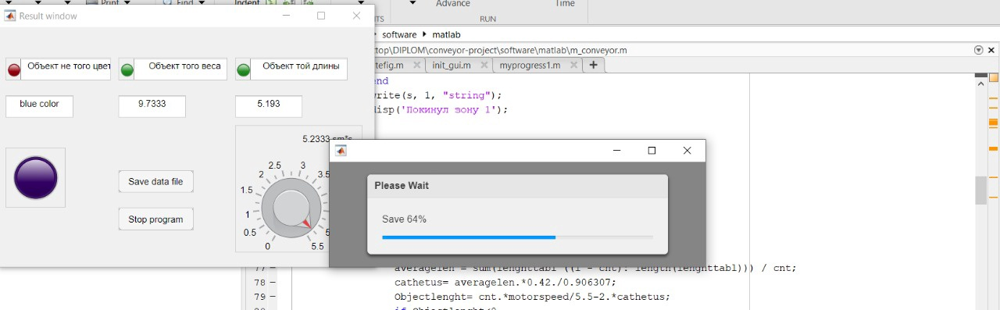 Print
Find
Indent
Advance
Time
RUN
Result window
software
matlab
top\DIPLOM\conveyor-project\software\matlab\m_conveyor.m
tefig.m
init_gui.m
myprogress1.m
Объект не того цвет
Объект того веса
Объект той длины
blue color
9.7333
5.193
end
write(s, 1, "string");
disp('Покинул зону 1');
5.2333 sm*s
Save data file
Stop program
0
0.5
1
1.5
2
2.5
3
3.5
5
5.5
Please Wait
Save 64%
77
averagelen = sum(lenghttabl ((1 - cnt): length(lenghttabl))) / cnt;
78
cathetus= averagelen.*0.42./0.906307;
79
Objectlenght= cnt.*motorspeed/5.5-2.*cathetus;
if Objectlenght<0